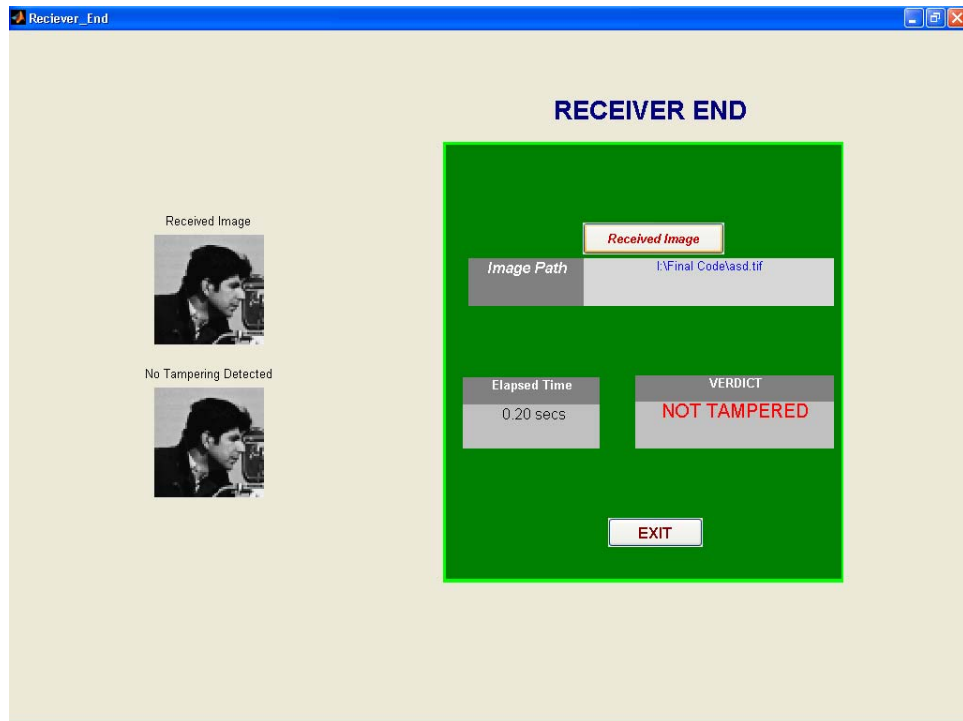 Reciever_End
RECEIVER END
Received Image
No Tampering Detected
Received Image
Image Path
I:\Final Code\asd.tif
Elapsed Time
0.20 secs
VERDICT
NOT TAMPERED
EXIT